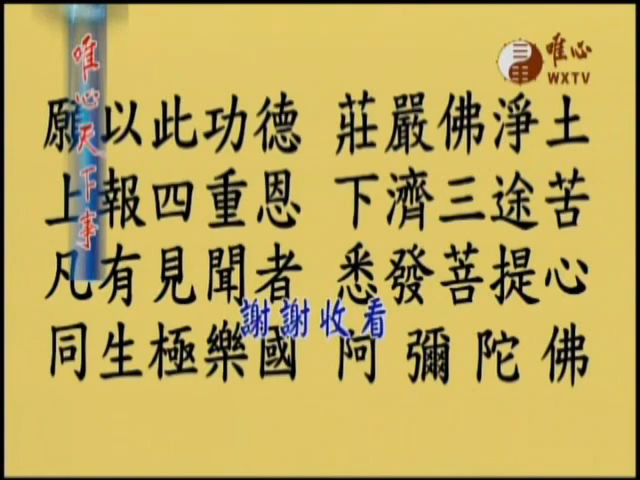 唯心
WXTV
唯心天下事
願以此功德 莊嚴佛淨土
上報四重恩 下濟三途苦
凡有見聞者 悉發菩提心
謝謝收看
同生極樂國 阿彌陀佛